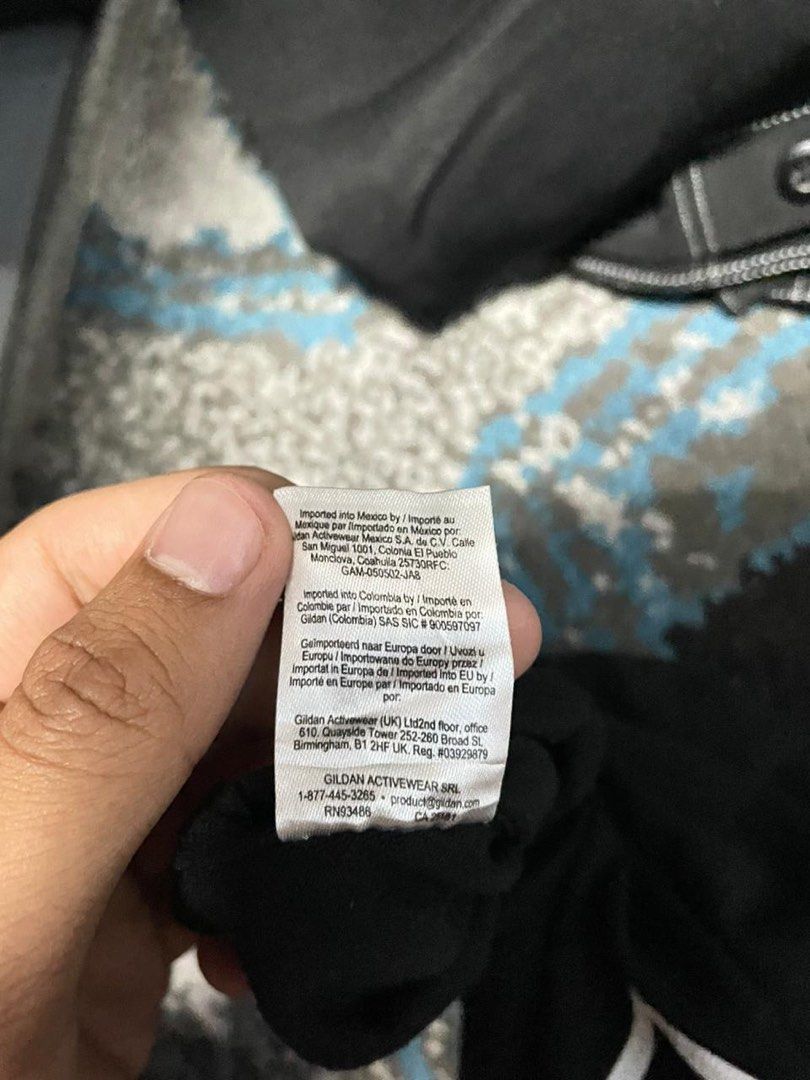 Imported into Mexico by / Importé au
Mexique par / Importado en México por:
dan Activewear Mexico S.A. de C.V. Calle
San Miguel 1001, Colonia El Pueblo
Monclova, Coahuila 25730RFC:
GAM-050502-JA8
Imported into Colombia by / Importé en
Colombie par / Importado en Colombia por:
Gildan (Colombia) SAS SIC # 900597097
Geïmporteerd naar Europa door / Uvozi u
Europu / Importowano do Europy przez /
Importat în Europa de / Imported into EU by /
Importé en Europe par / Importado en Europa
por:
Gildan Activewear (UK) Ltd2nd floor, office
610, Quayside Tower 252-260 Broad St,
Birmingham, B1 2HF UK. Reg. #03929879
GILDAN ACTIVEWEAR SRL
1-877-445-3265 • product@gildan.com
RN93486 CA